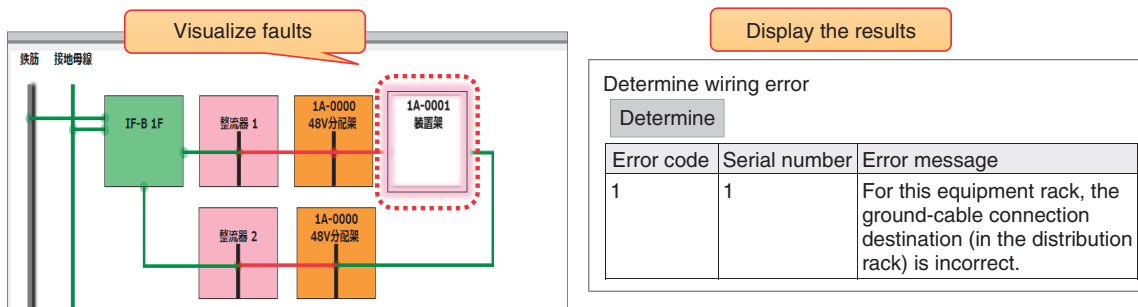 Visualize faults
鉄筋 接地母線
IF-B 1F
整流器 1
1A-0000
48V分配架
1A-0001
装置架
整流器 2
1A-0000
48V分配架
Display the results
Determine wiring error
Determine
Error code Serial number Error message
1 1 For this equipment rack, the
ground-cable connection
destination (in the distribution
rack) is incorrect.